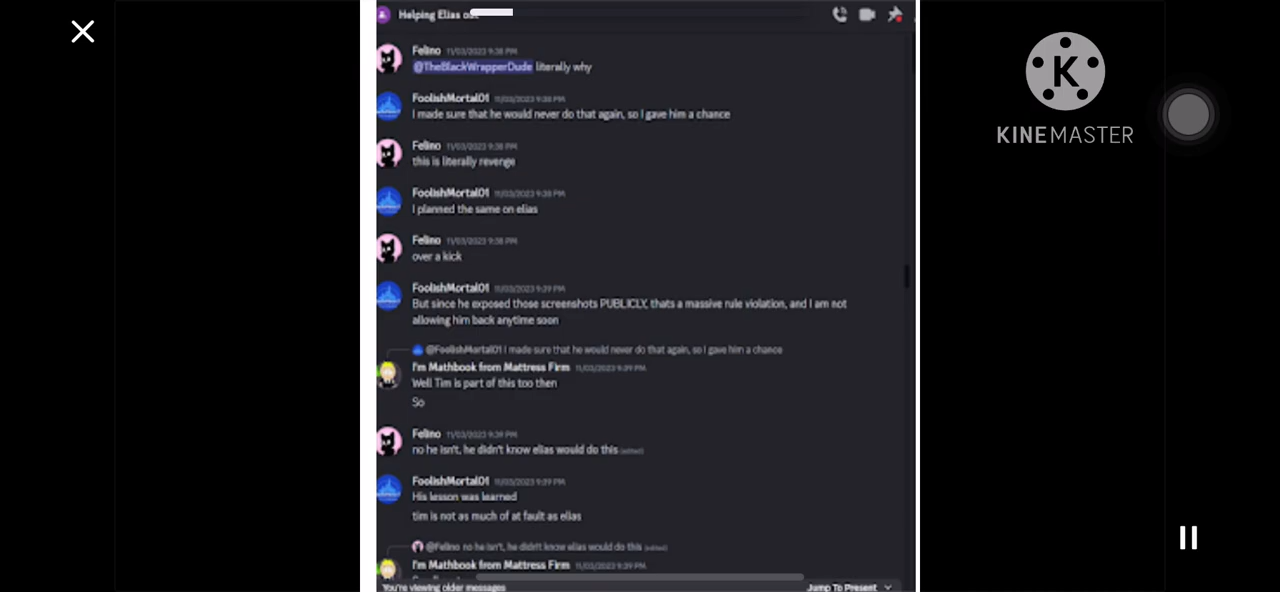 Helping Elias out
Felino 11/03/2023 9:38 PM
@TheBlackWrapperDude literally why
FoolishMortal01 11/03/2023 9:38 PM
I made sure that he would never do that again, so I gave him a chance
Felino 11/03/2023 9:38 PM
this is literally revenge
FoolishMortal01 11/03/2023 9:38 PM
I planned the same on elias
Felino 11/03/2023 9:38 PM
over a kick
FoolishMortal01 11/03/2023 9:39 PM
But since he exposed those screenshots PUBLICLY, thats a massive rule violation, and I am not
allowing him back anytime soon
@FoolishMortal01 I made sure that he would never do that again, so I gave him a chance
I'm Mathbook from Mattress Firm 11/03/2023 9:39 PM
Well Tim is part of this too then
So
Felino 11/03/2023 9:39 PM
no he isn't, he didn't know elias would do this (edited)
FoolishMortal01 11/03/2023 9:39 PM
His lesson was learned
tim is not as much of at fault as elias
@Felino no he isn't, he didn't know elias would do this (edited)
I'm Mathbook from Mattress Firm 11/03/2023 9:39 PM
You're viewing older messages
Jump To Present
K
KINEMASTER